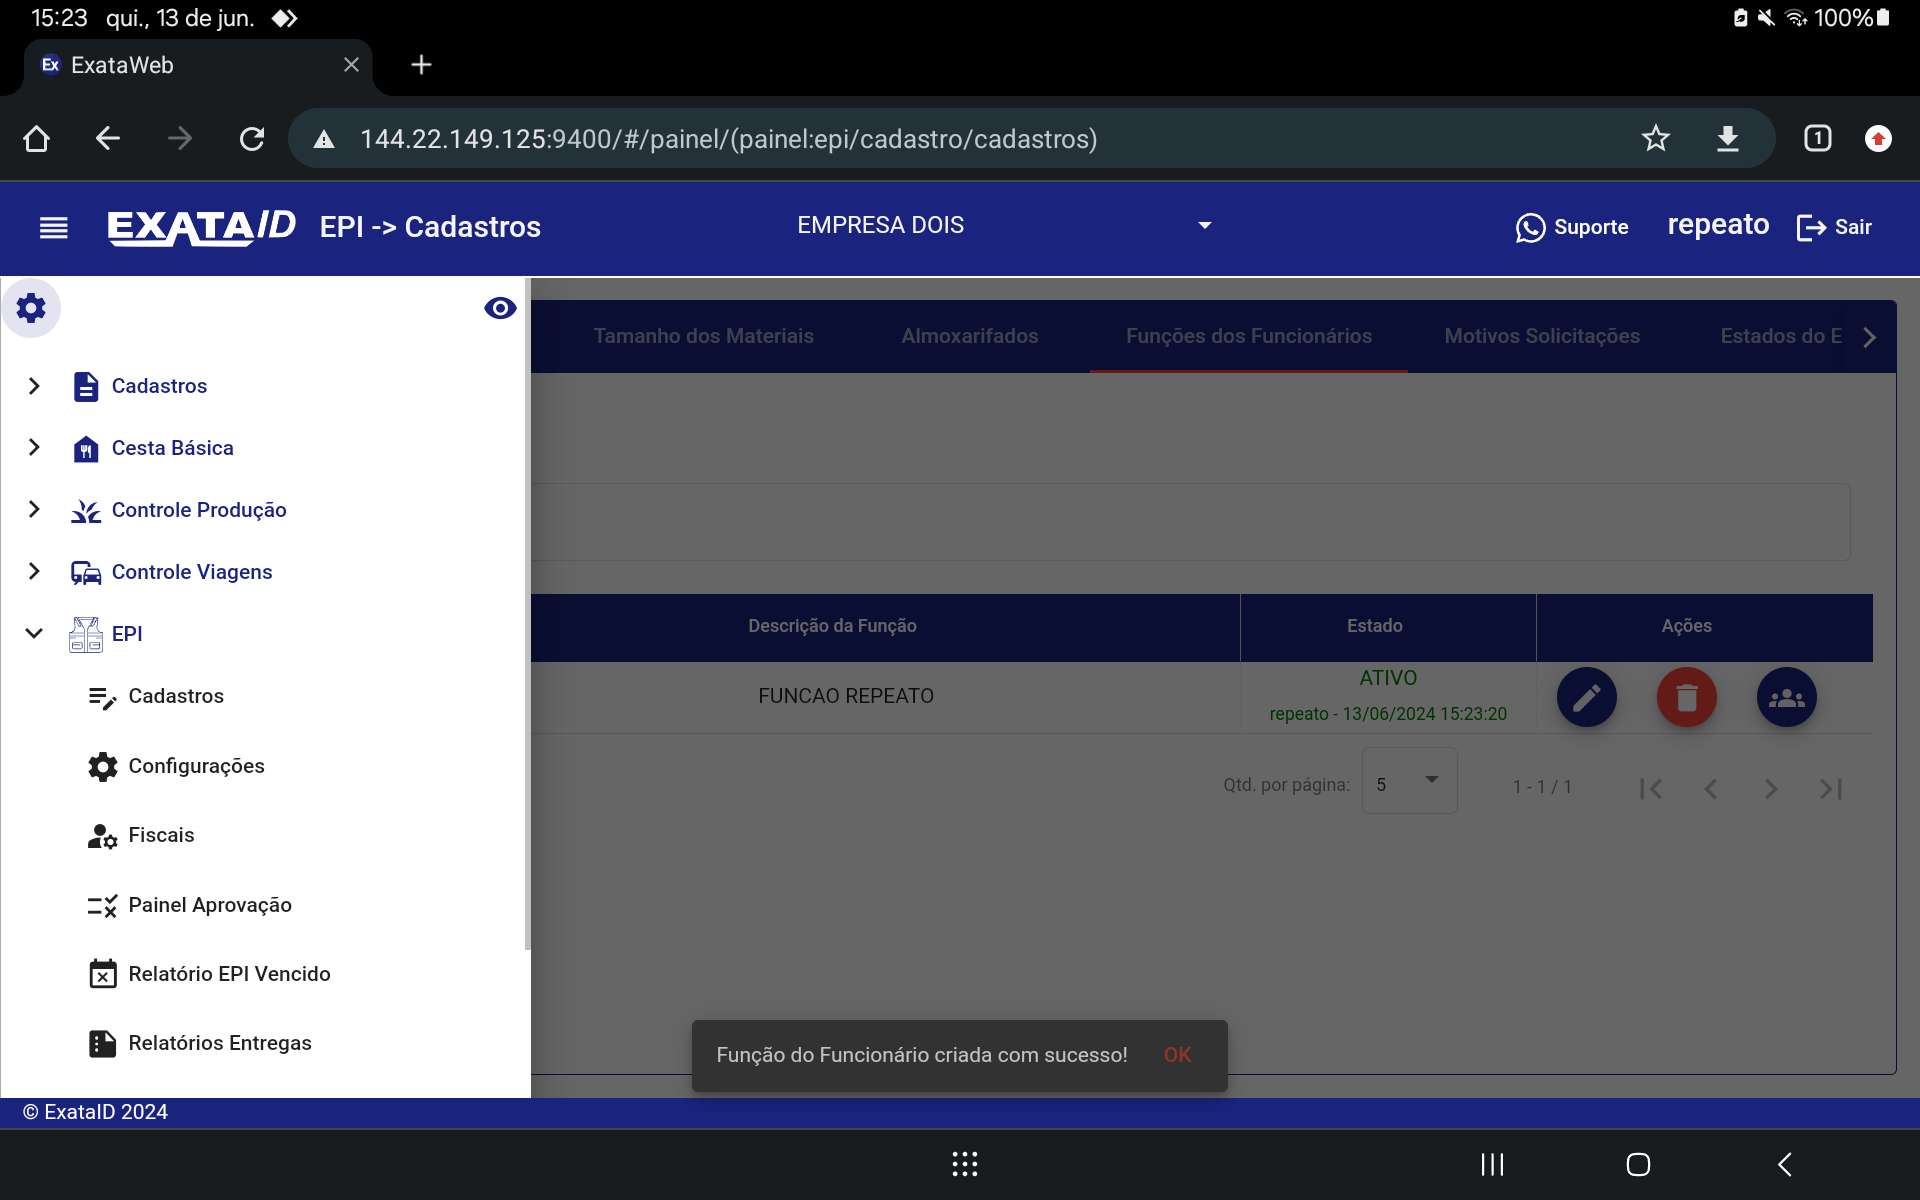 15:23 qui., 13 de jun. 100%
Ex ExataWeb
144.22.149.125:9400/#/painel/(painel:epi/cadastro/cadastros) 1
EXATAID EPI -> Cadastros EMPRESA DOIS Suporte repeato Sair
Tamanho dos Materiais Almoxarifados Funções dos Funcionários Motivos Solicitações Estados do E
Cadastros
Cesta Básica
Controle Produção
Controle Viagens
EPI
Cadastros
Configurações
Fiscais
Painel Aprovação
Relatório EPI Vencido
Relatórios Entregas
Descrição da Função Estado Ações
FUNCAO REPEATO ATIVO
repeato - 13/06/2024 15:23:20
Qtd. por página: 5 1 - 1 / 1
Função do Funcionário criada com sucesso! OK
© ExataID 2024